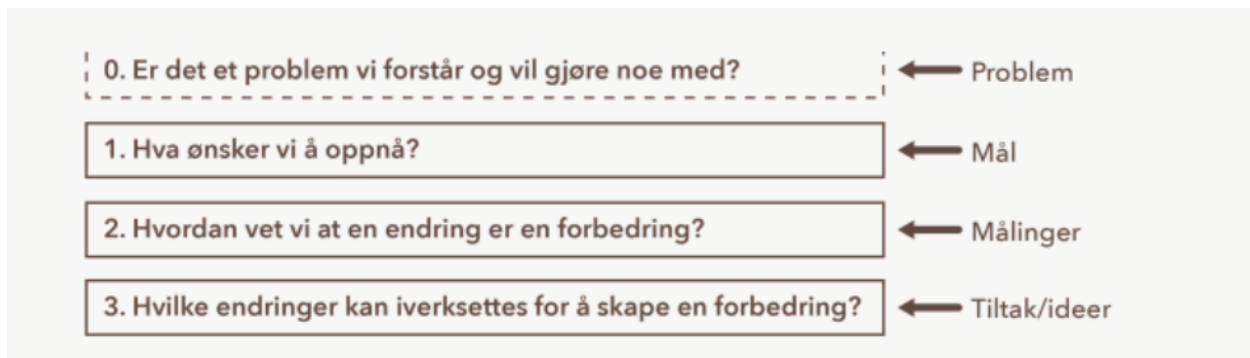 0. Er det et problem vi forstår og vil gjøre noe med? Problem
1. Hva ønsker vi å oppnå? Mål
2. Hvordan vet vi at en endring er en forbedring? Målinger
3. Hvilke endringer kan iverksettes for å skape en forbedring? Tiltak/ideer